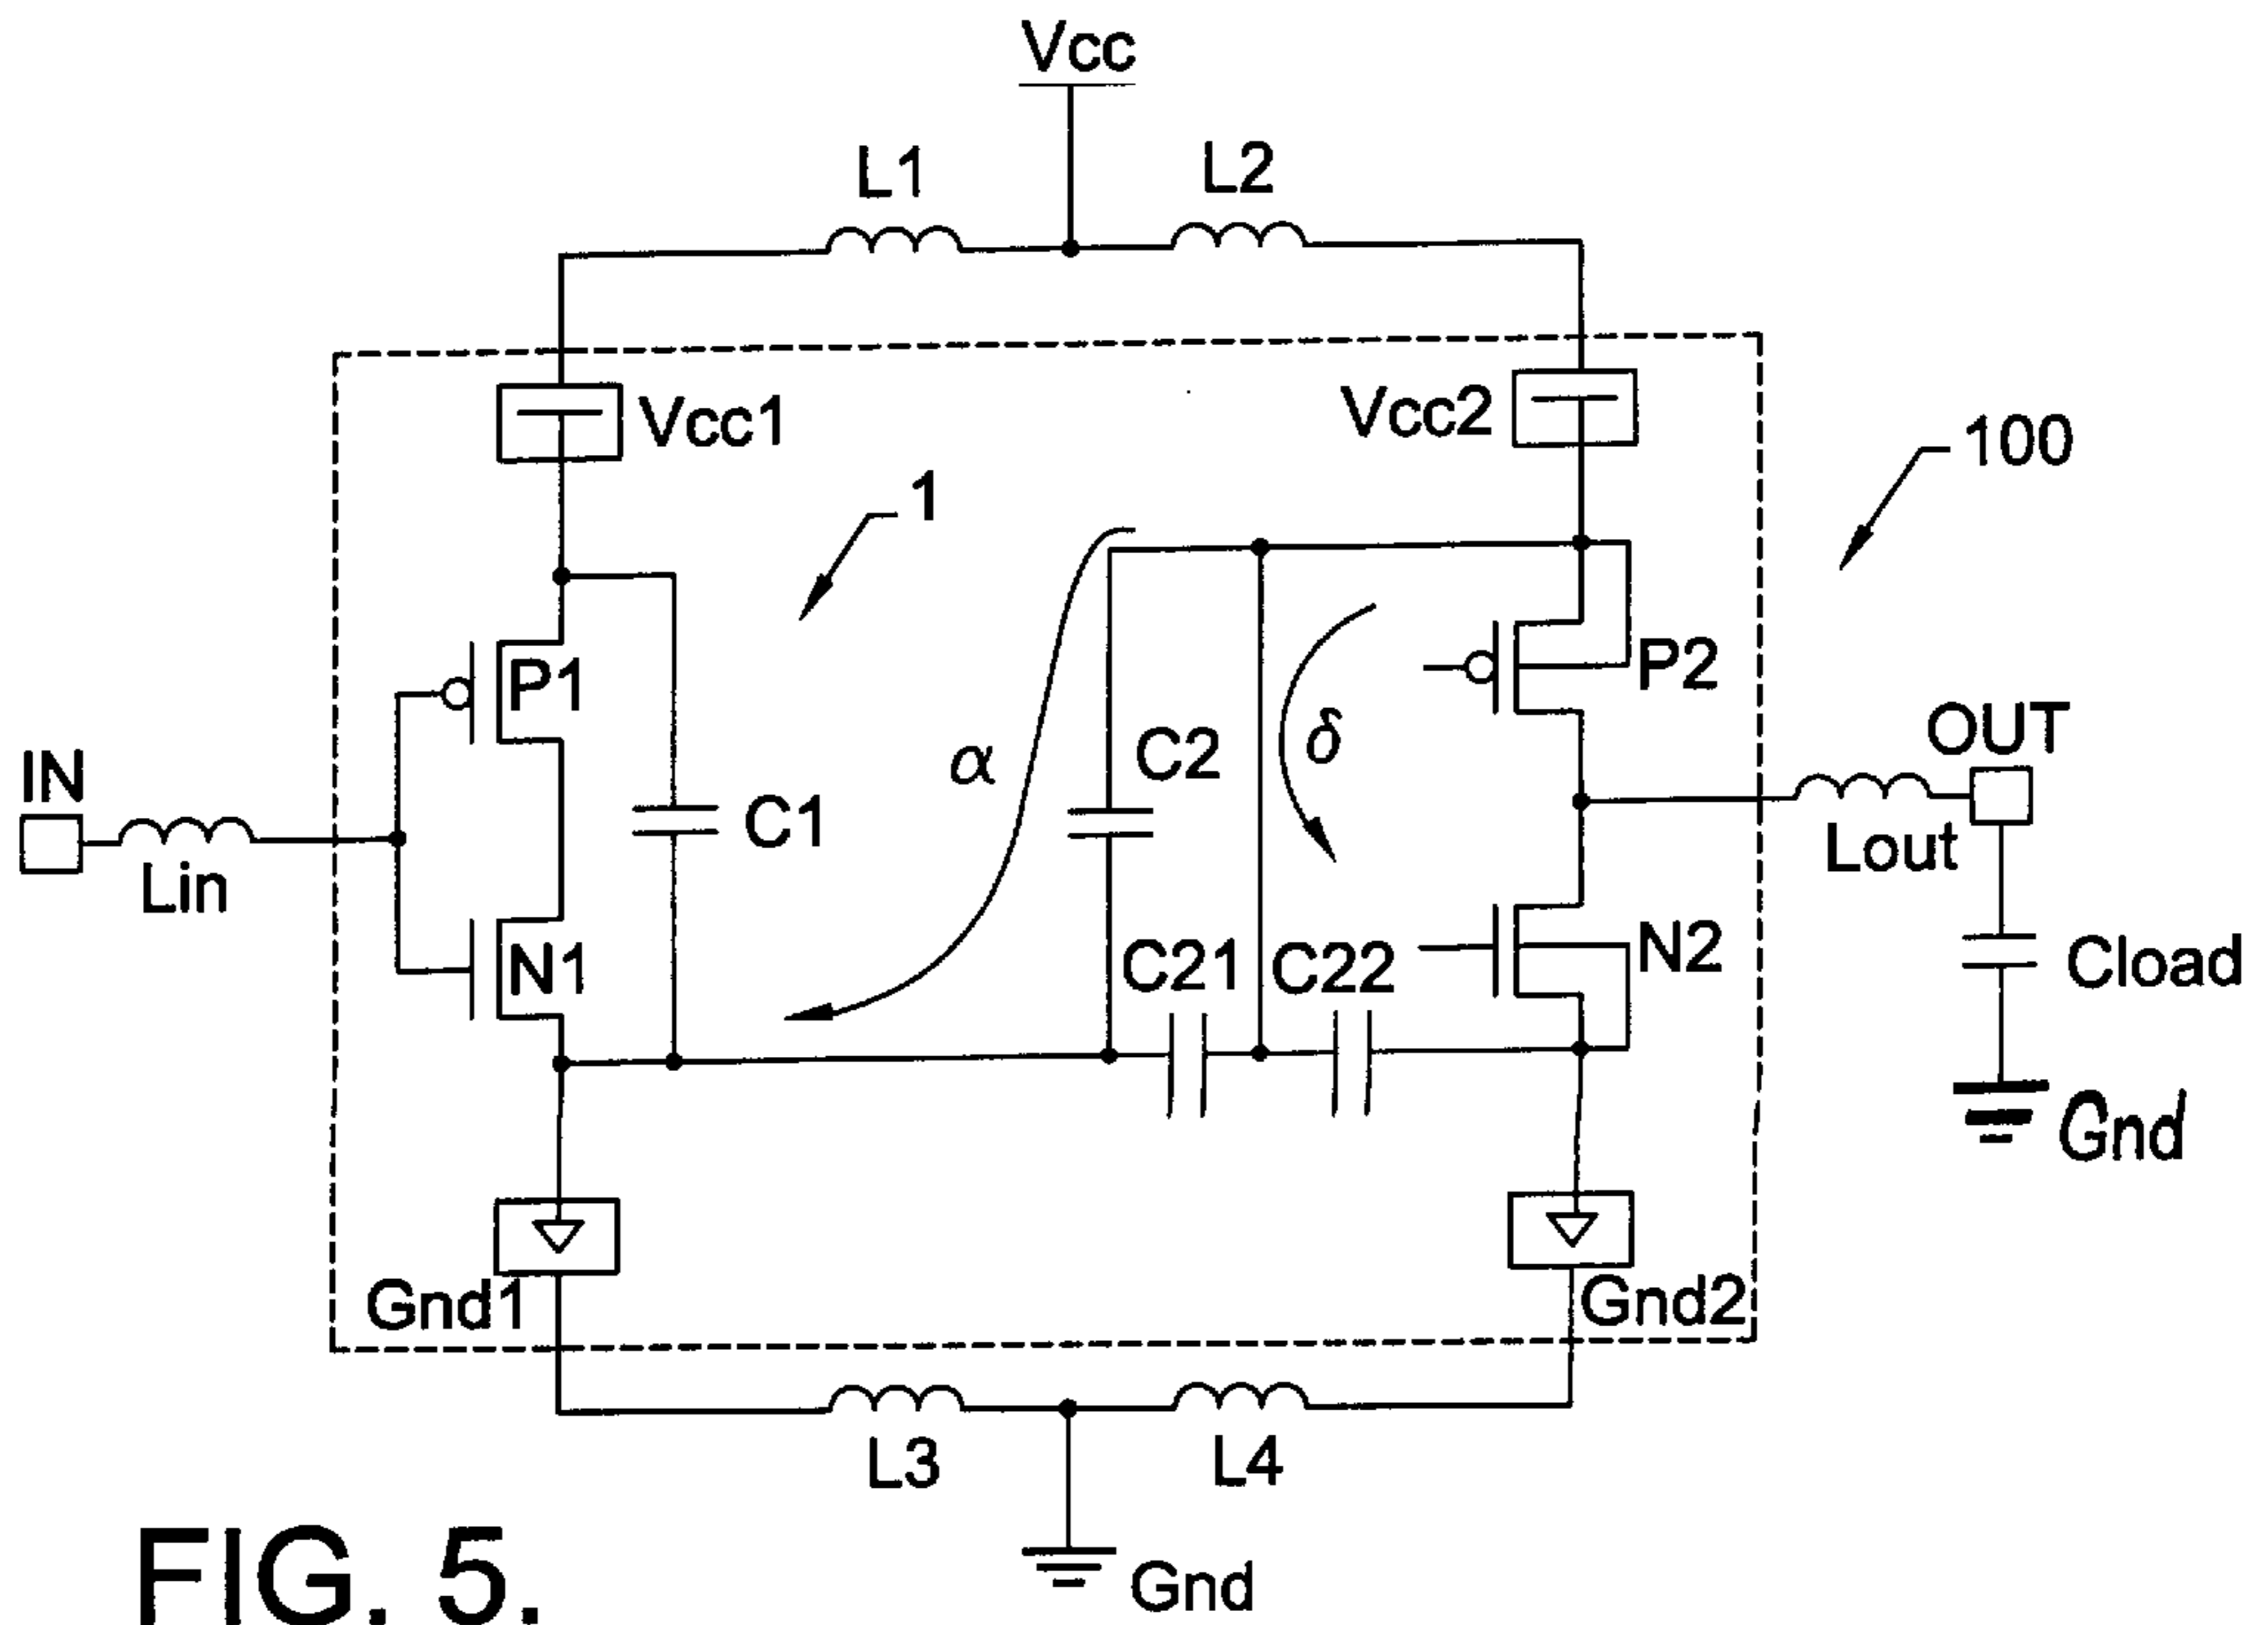 Vcc
L1
L2
Vcc1
Vcc2
100
1
P1
P2
α
C2
δ
OUT
IN
C1
Lin
Lout
N1
C21
C22
N2
Cload
Gnd
Gnd1
Gnd2
L3
L4
Gnd
FIG. 5.